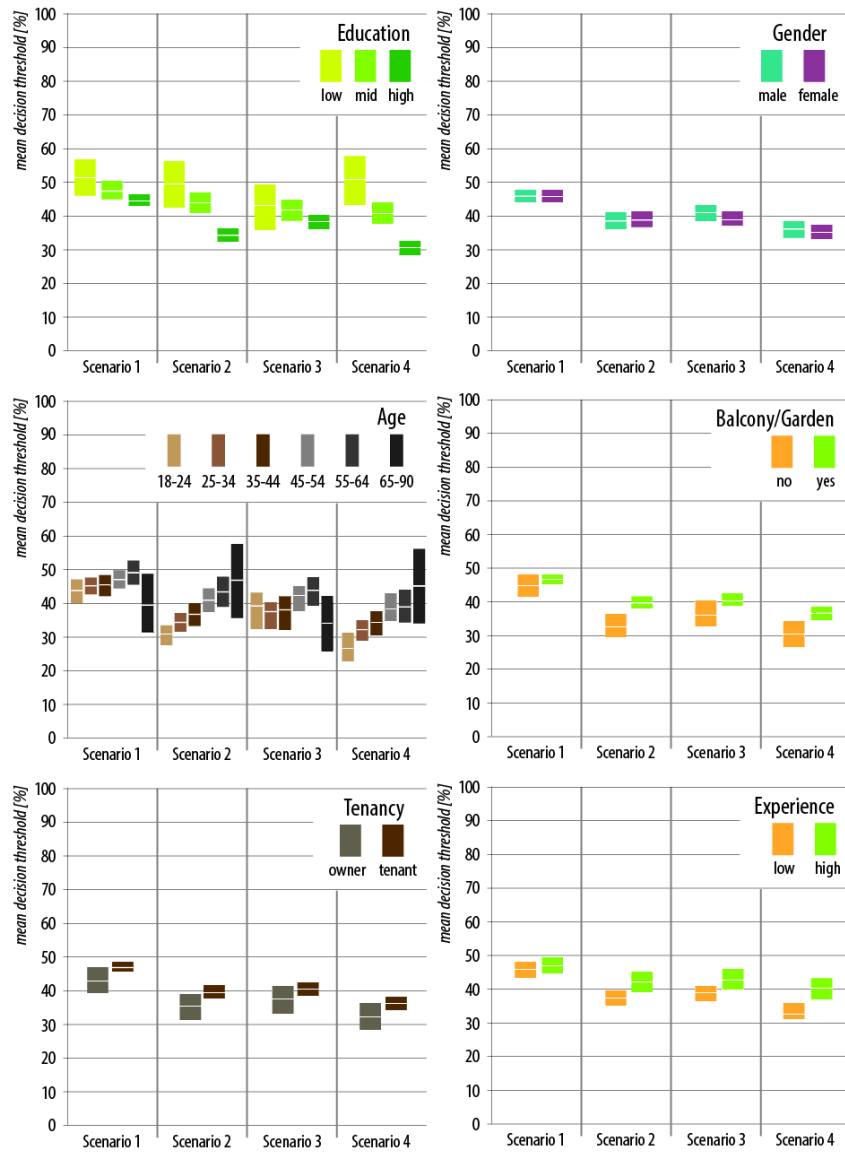 mean decision threshold [%]
100
90
80
70
60
50
40
30
20
10
0
Education
low mid high
Scenario 1 Scenario 2 Scenario 3 Scenario 4
mean decision threshold [%]
100
90
80
70
60
50
40
30
20
10
0
Gender
male female
Scenario 1 Scenario 2 Scenario 3 Scenario 4
mean decision threshold [%]
100
90
80
70
60
50
40
30
20
10
0
Age
18-24 25-34 35-44 45-54 55-64 65-90
Scenario 1 Scenario 2 Scenario 3 Scenario 4
mean decision threshold [%]
100
90
80
70
60
50
40
30
20
10
0
Balcony/Garden
no yes
Scenario 1 Scenario 2 Scenario 3 Scenario 4
mean decision threshold [%]
100
90
80
70
60
50
40
30
20
10
0
Tenancy
owner tenant
Scenario 1 Scenario 2 Scenario 3 Scenario 4
mean decision threshold [%]
100
90
80
70
60
50
40
30
20
10
0
Experience
low high
Scenario 1 Scenario 2 Scenario 3 Scenario 4